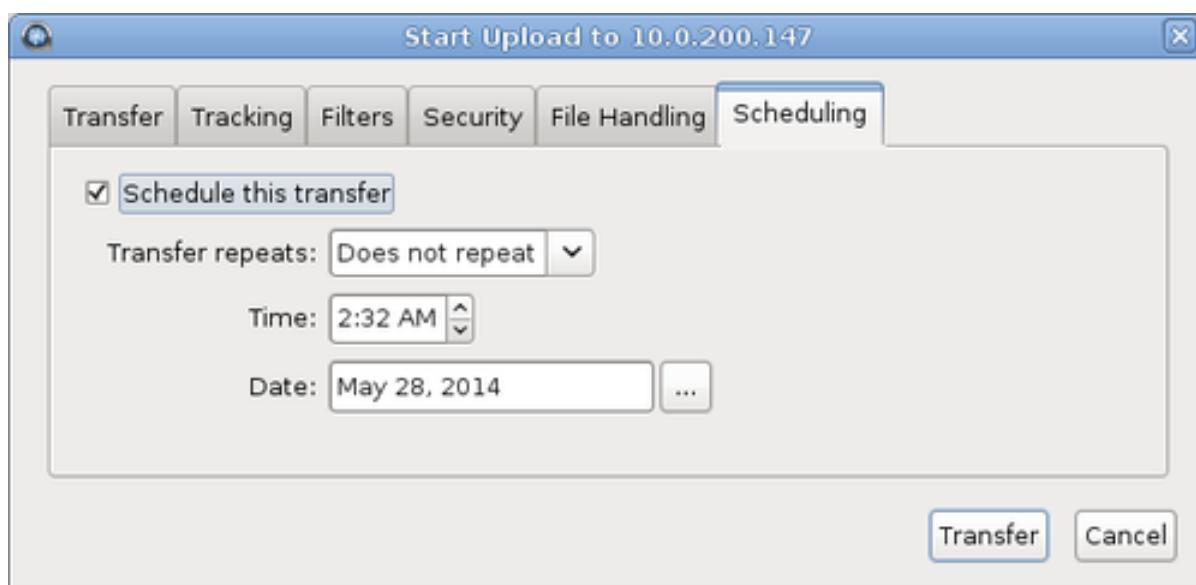 Start Upload to 10.0.200.147
Transfer Tracking Filters Security File Handling Scheduling
Schedule this transfer
Transfer repeats: Does not repeat
Time: 2:32 AM
Date: May 28, 2014 ...
Transfer Cancel